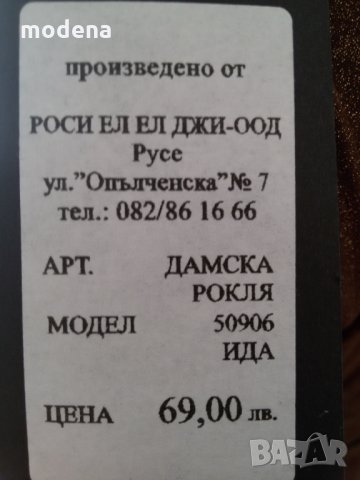 modena
произведено от
РОСИ ЕЛ ЕЛ ДЖИ-ООД
Русе
ул.”Опълченска”№ 7
тел.: 082/86 16 66
АРТ. ДАМСКА
РОКЛЯ
МОДЕЛ 50906
ИДА
ЦЕНА 69,00 лв.
BAZAR